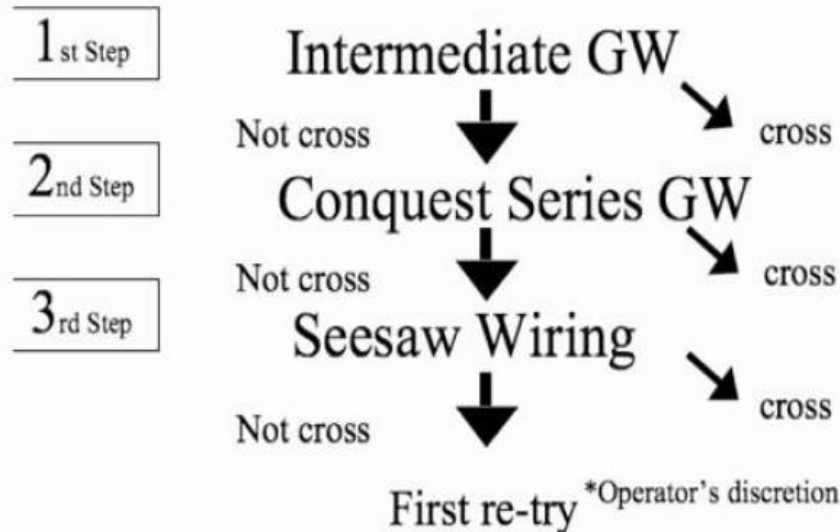 1st Step
Intermediate GW
Not cross
cross
2nd Step
Conquest Series GW
Not cross
cross
3rd Step
Seesaw Wiring
Not cross
cross
First re-try *Operator's discretion